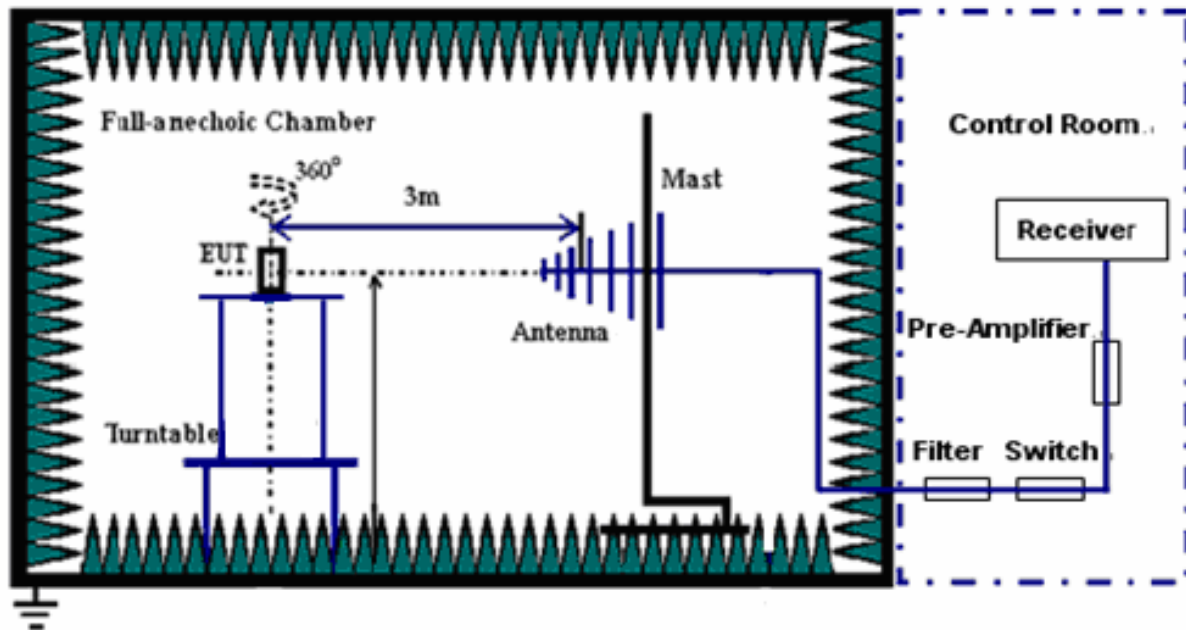 Full-anechoic Chamber
360°
3m
Mast
EUT
Antenna
Turntable
Control Room
Receiver
Pre-Amplifier
Filter
Switch